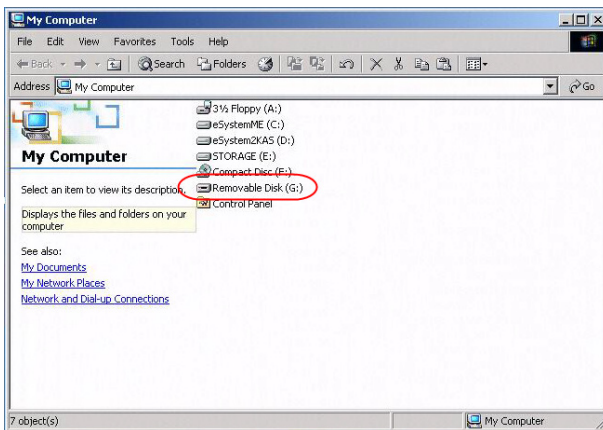 My Computer
File Edit View Favorites Tools Help
Back Search Folders
Address My Computer Go
3½ Floppy (A:)
eSystemME (C:)
eSystem2KAS (D:)
STORAGE (E:)
Compact Disc (F:)
Removable Disk (G:)
Control Panel
My Computer
Select an item to view its description.
Displays the files and folders on your
computer
See also:
My Documents
My Network Places
Network and Dial-up Connections
7 object(s) My Computer